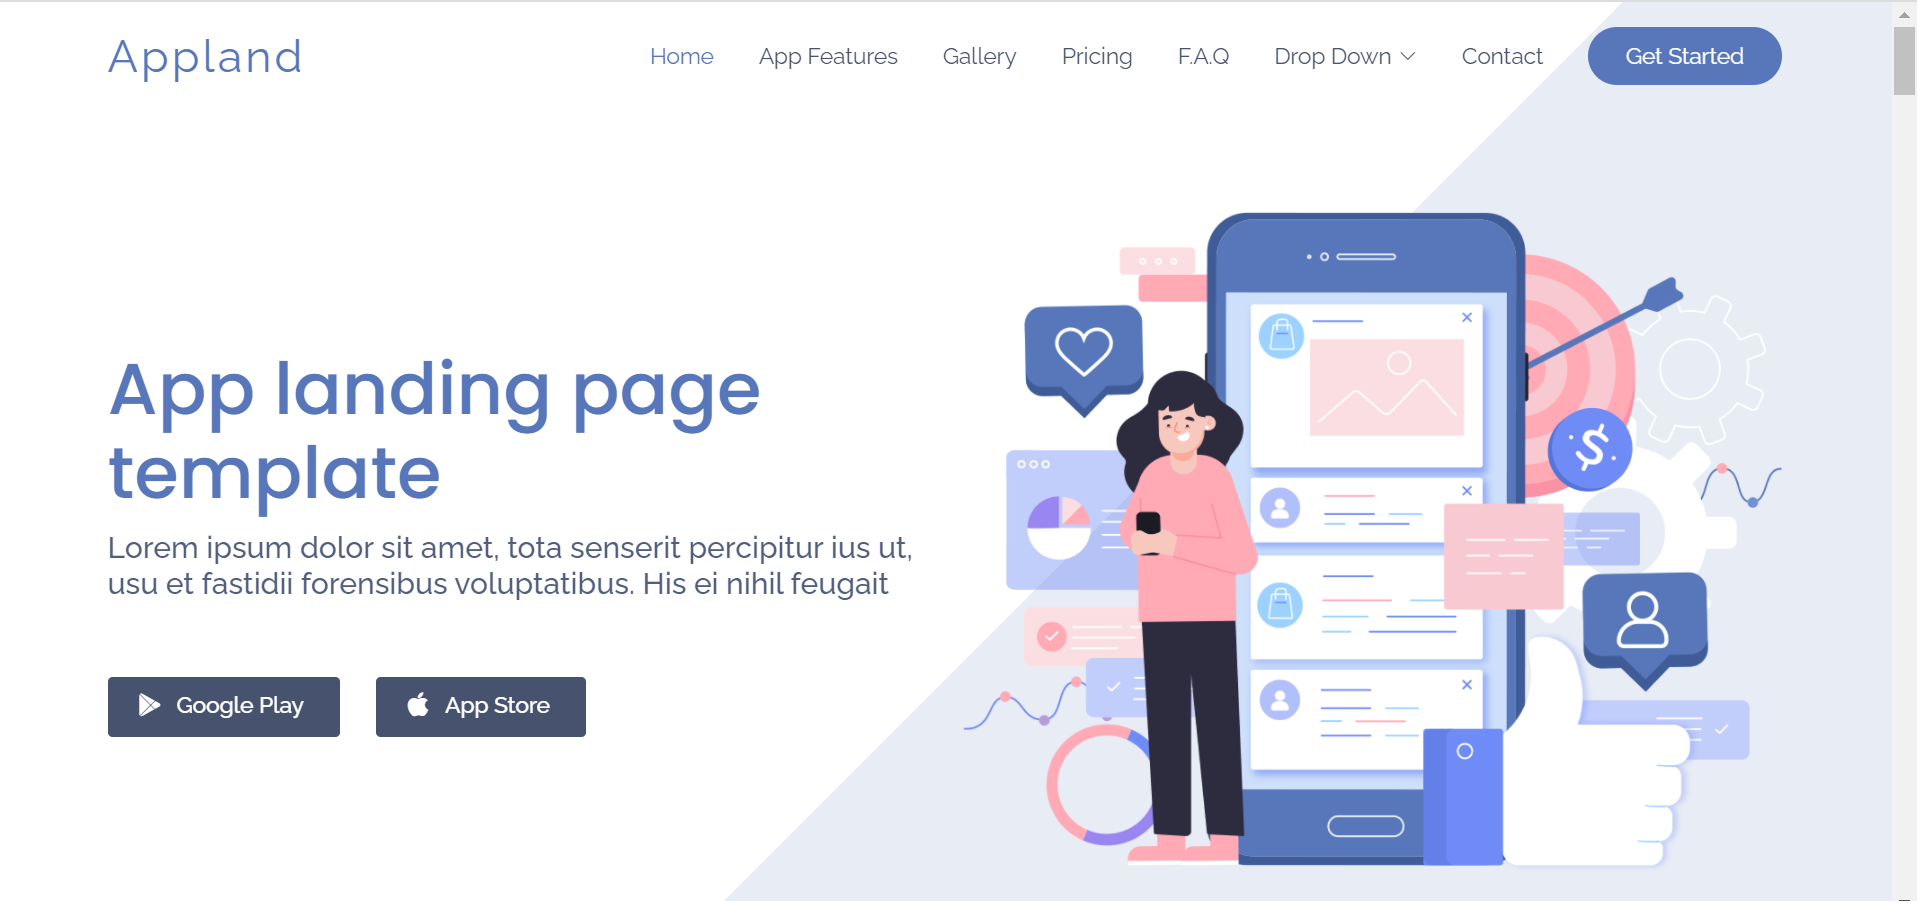 Appland
Home App Features Gallery Pricing F.A.Q Drop Down Contact Get Started
App landing page
template
Lorem ipsum dolor sit amet, tota senserit percipitur ius ut,
usu et fastidii forensibus voluptatibus. His ei nihil feugait
Google Play App Store
$